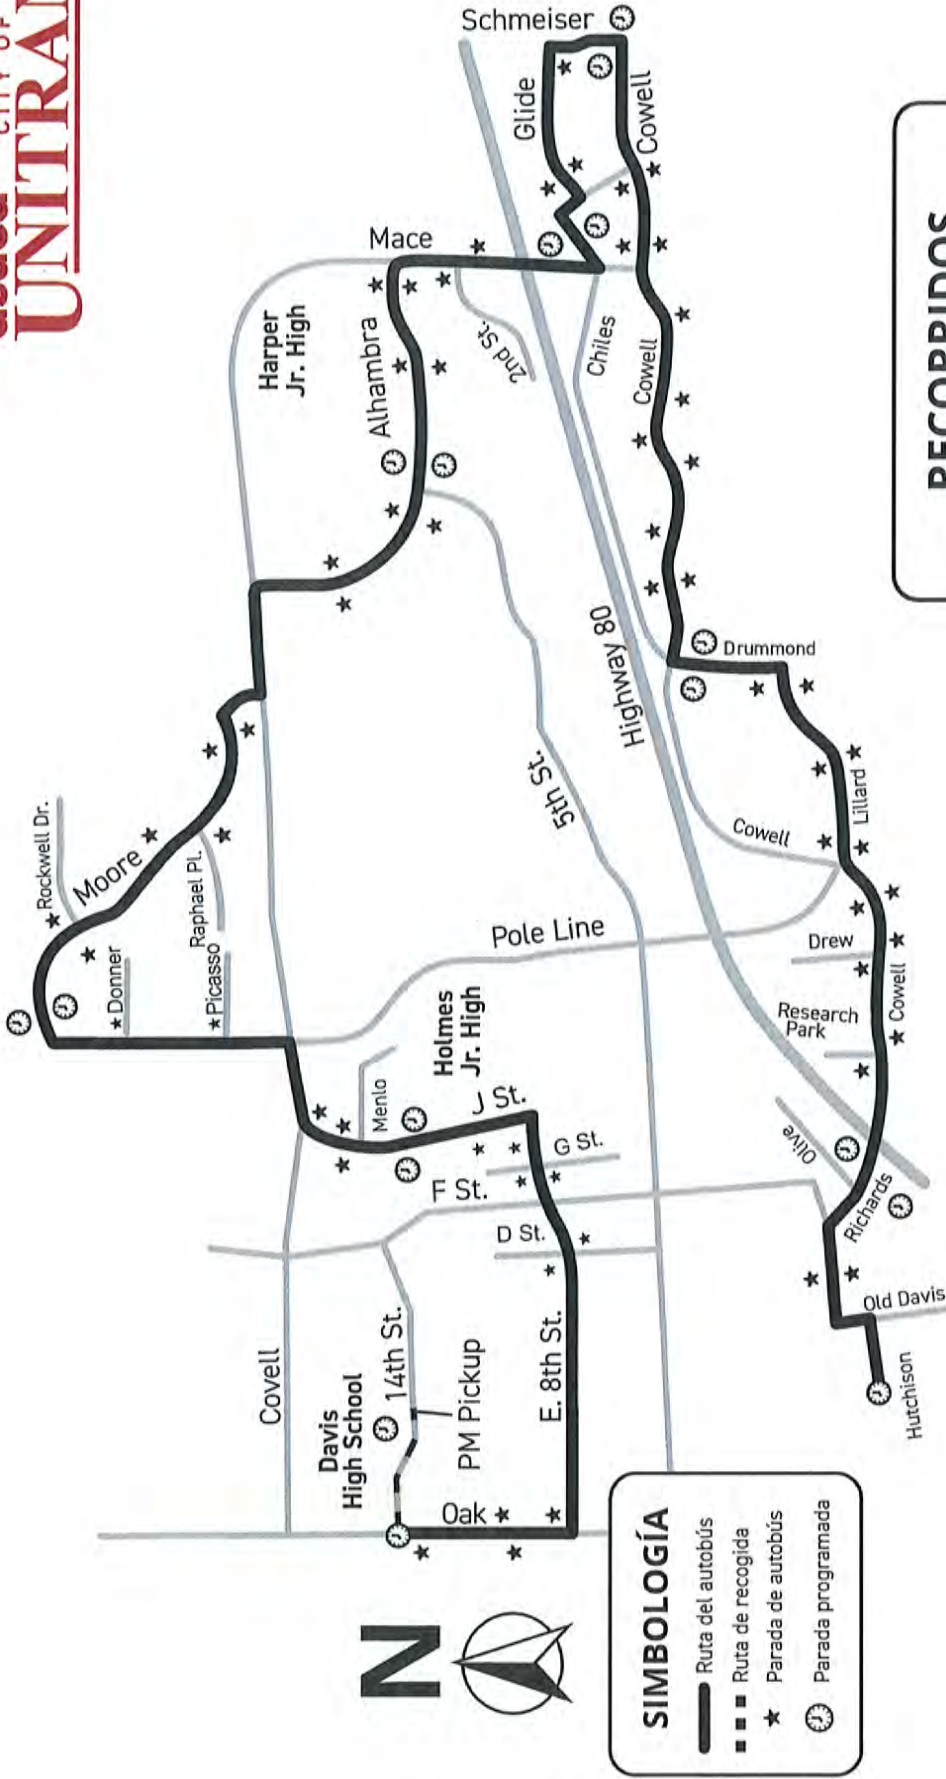 CITY OF
UNITRAN
Schmeiser
Glide
Cowell
Mace
Harper
Jr. High
Alhambra
2nd St.
Chiles
Cowell
Highway 80
Drummond
5th St.
Rockwell Dr.
Moore
Raphael Pl.
Donner
Picasso
Pole Line
Cowell
Lillard
Drew
Cowell
Research
Park
Holmes
Jr. High
Menlo
J St.
G St.
F St.
D St.
Olive
Richards
Old Davis
Hutchison
Covell
Davis
High School
14th St.
PM Pickup
E. 8th St.
Oak
N
SIMBOLOGÍA
Ruta del autobús
Ruta de recogida
Parada de autobús
Parada programada
RECORRIDOS